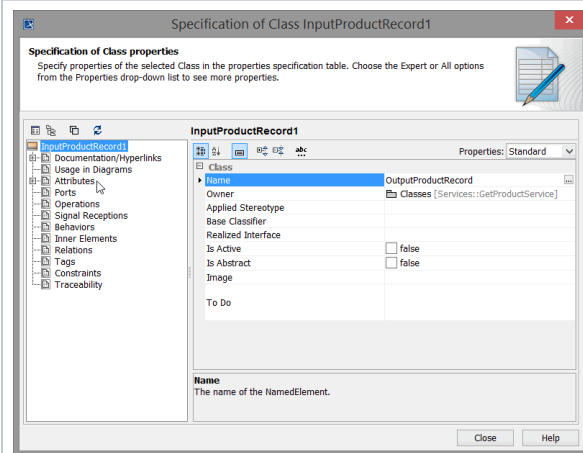 Specification of Class InputProductRecord1
Specification of Class properties
Specify properties of the selected Class in the properties specification table. Choose the Expert or All options
from the Properties drop-down list to see more properties.
InputProductRecord1
Documentation/Hyperlinks
Usage in Diagrams
Attributes
Ports
Operations
Signal Receptions
Behaviors
Inner Elements
Relations
Tags
Constraints
Traceability
InputProductRecord1
abc Properties: Standard
Class
Name OutputProductRecord ...
Owner Classes [Services::GetProductService]
Applied Stereotype
Base Classifier
Realized Interface
Is Active false
Is Abstract false
Image
To Do
Name
The name of the NamedElement.
Close Help